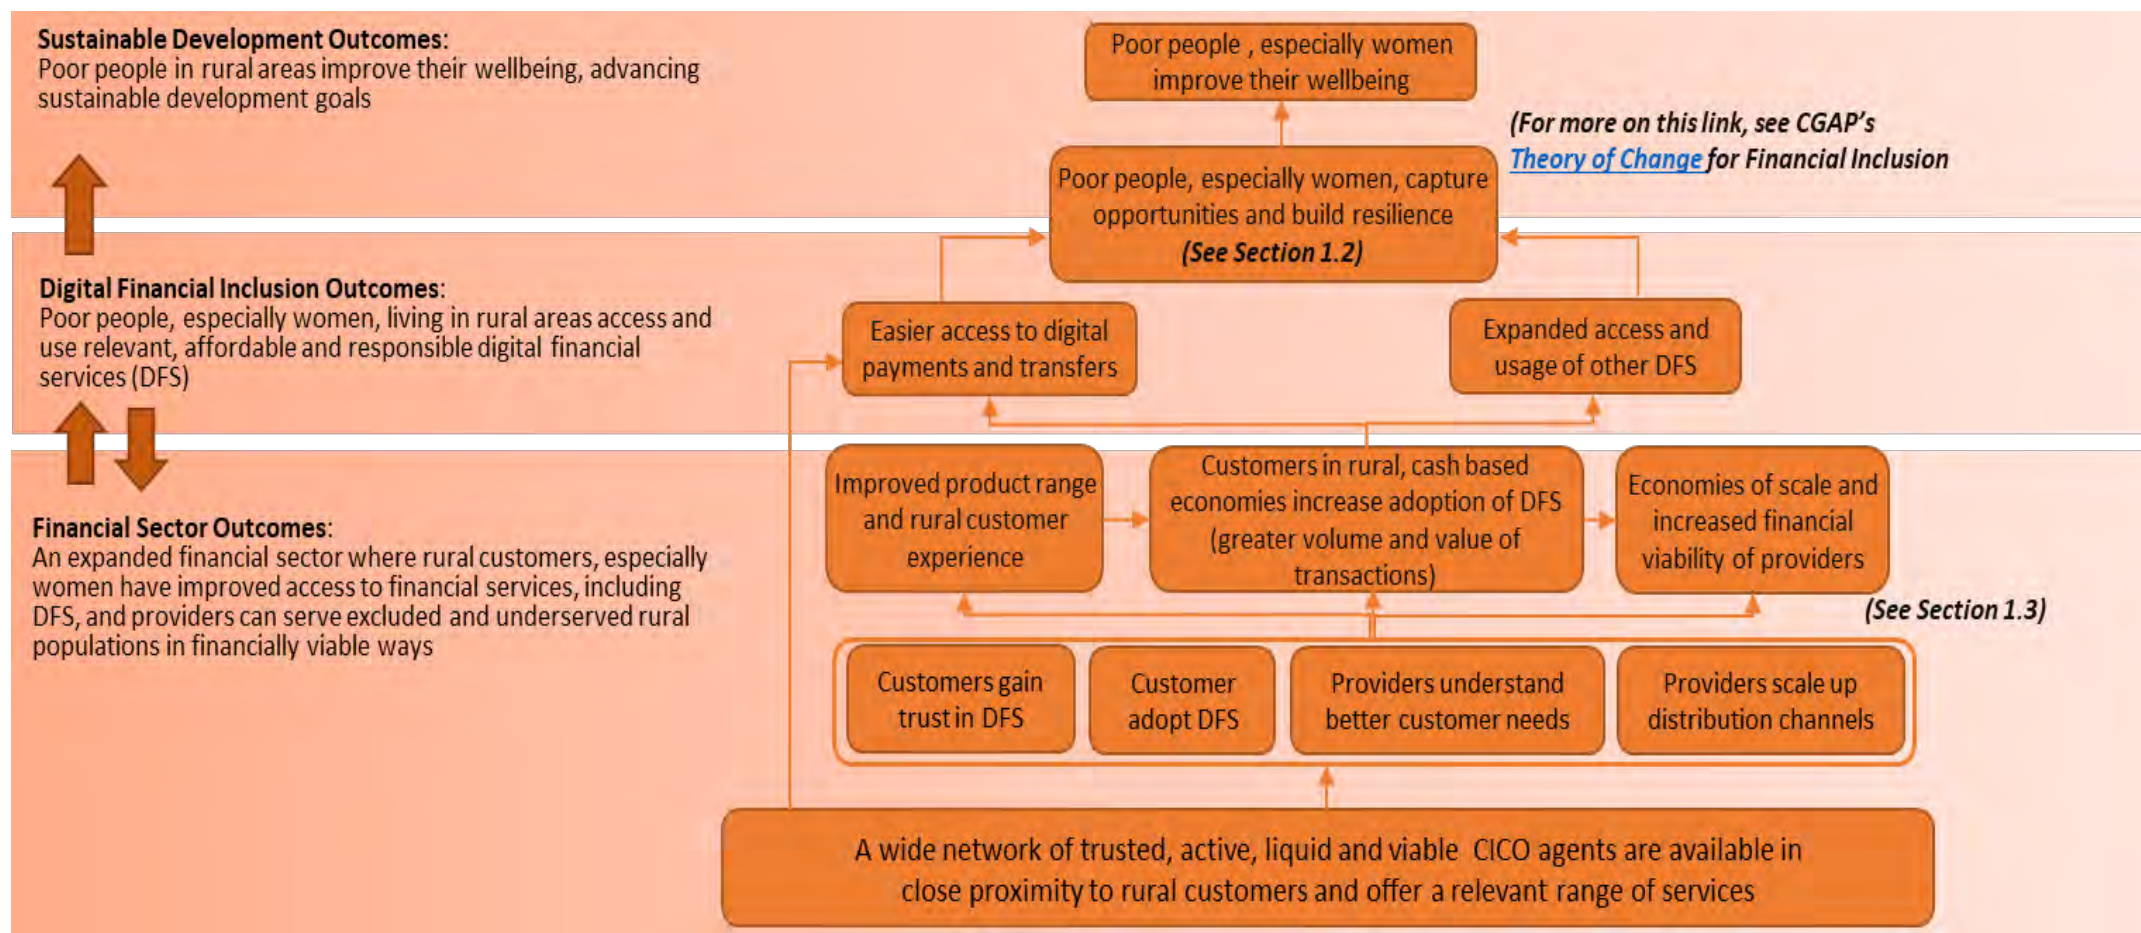 Sustainable Development Outcomes:
Poor people in rural areas improve their wellbeing, advancing
sustainable development goals
Poor people , especially women
improve their wellbeing
(For more on this link, see CGAP's
Theory of Change for Financial Inclusion
Poor people, especially women, capture
opportunities and build resilience
(See Section 1.2)
Digital Financial Inclusion Outcomes:
Poor people, especially women, living in rural areas access and
use relevant, affordable and responsible digital financial
services (DFS)
Easier access to digital
payments and transfers
Expanded access and
usage of other DFS
Financial Sector Outcomes:
An expanded financial sector where rural customers, especially
women have improved access to financial services, including
DFS, and providers can serve excluded and underserved rural
populations in financially viable ways
Improved product range
and rural customer
experience
Customers in rural, cash based
economies increase adoption of DFS
(greater volume and value of
transactions)
Economies of scale and
increased financial
viability of providers
(See Section 1.3)
Customers gain
trust in DFS
Customer
adopt DFS
Providers understand
better customer needs
Providers scale up
distribution channels
A wide network of trusted, active, liquid and viable CICO agents are available in
close proximity to rural customers and offer a relevant range of services